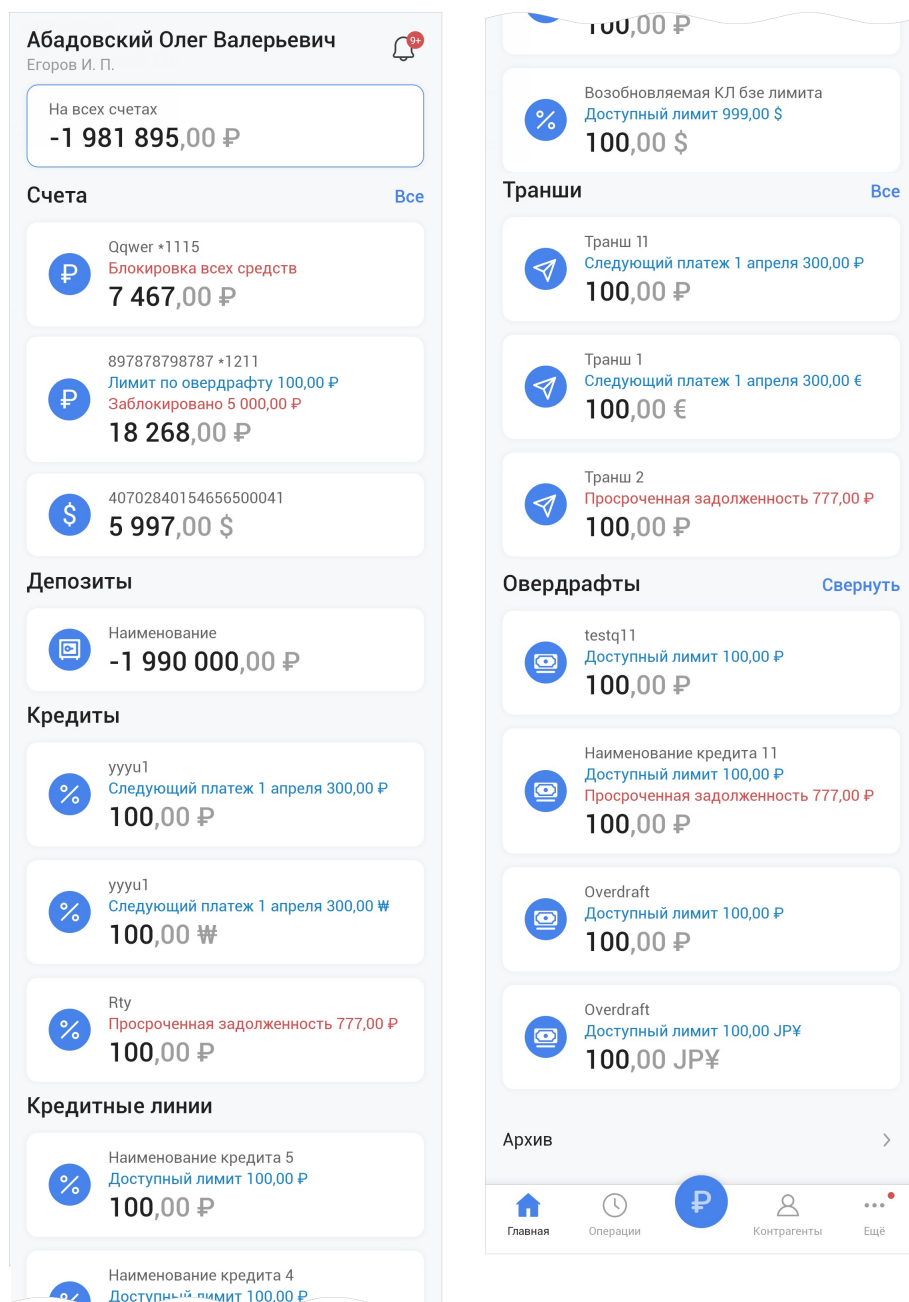 Абадовский Олег Валерьевич
9+
Егоров И. П.
На всех счетах
-1 981 895,00 ₽
Счета
Все
Qqwer *1115
Блокировка всех средств
7 467,00 ₽
897878798787 *1211
Лимит по овердрафту 100,00 ₽
Заблокировано 5 000,00 ₽
18 268,00 ₽
40702840154656500041
5 997,00 $
Депозиты
Наименование
-1 990 000,00 ₽
Кредиты
yyyu1
Следующий платеж 1 апреля 300,00 ₽
100,00 ₽
yyyu1
Следующий платеж 1 апреля 300,00 ₩
100,00 ₩
Rty
Просроченная задолженность 777,00 ₽
100,00 ₽
Кредитные линии
Наименование кредита 5
Доступный лимит 100,00 ₽
100,00 ₽
Наименование кредита 4
Доступный лимит 100,00 ₽
100,00 ₽
Возобновляемая КЛ бзе лимита
Доступный лимит 999,00 $
100,00 $
Транши
Все
Транш 11
Следующий платеж 1 апреля 300,00 ₽
100,00 ₽
Транш 1
Следующий платеж 1 апреля 300,00 €
100,00 €
Транш 2
Просроченная задолженность 777,00 ₽
100,00 ₽
Овердрафты
Свернуть
testq11
Доступный лимит 100,00 ₽
100,00 ₽
Наименование кредита 11
Доступный лимит 100,00 ₽
Просроченная задолженность 777,00 ₽
100,00 ₽
Overdraft
Доступный лимит 100,00 ₽
100,00 ₽
Overdraft
Доступный лимит 100,00 JP¥
100,00 JP¥
Архив
Главная
Операции
₽
Контрагенты
Ещё